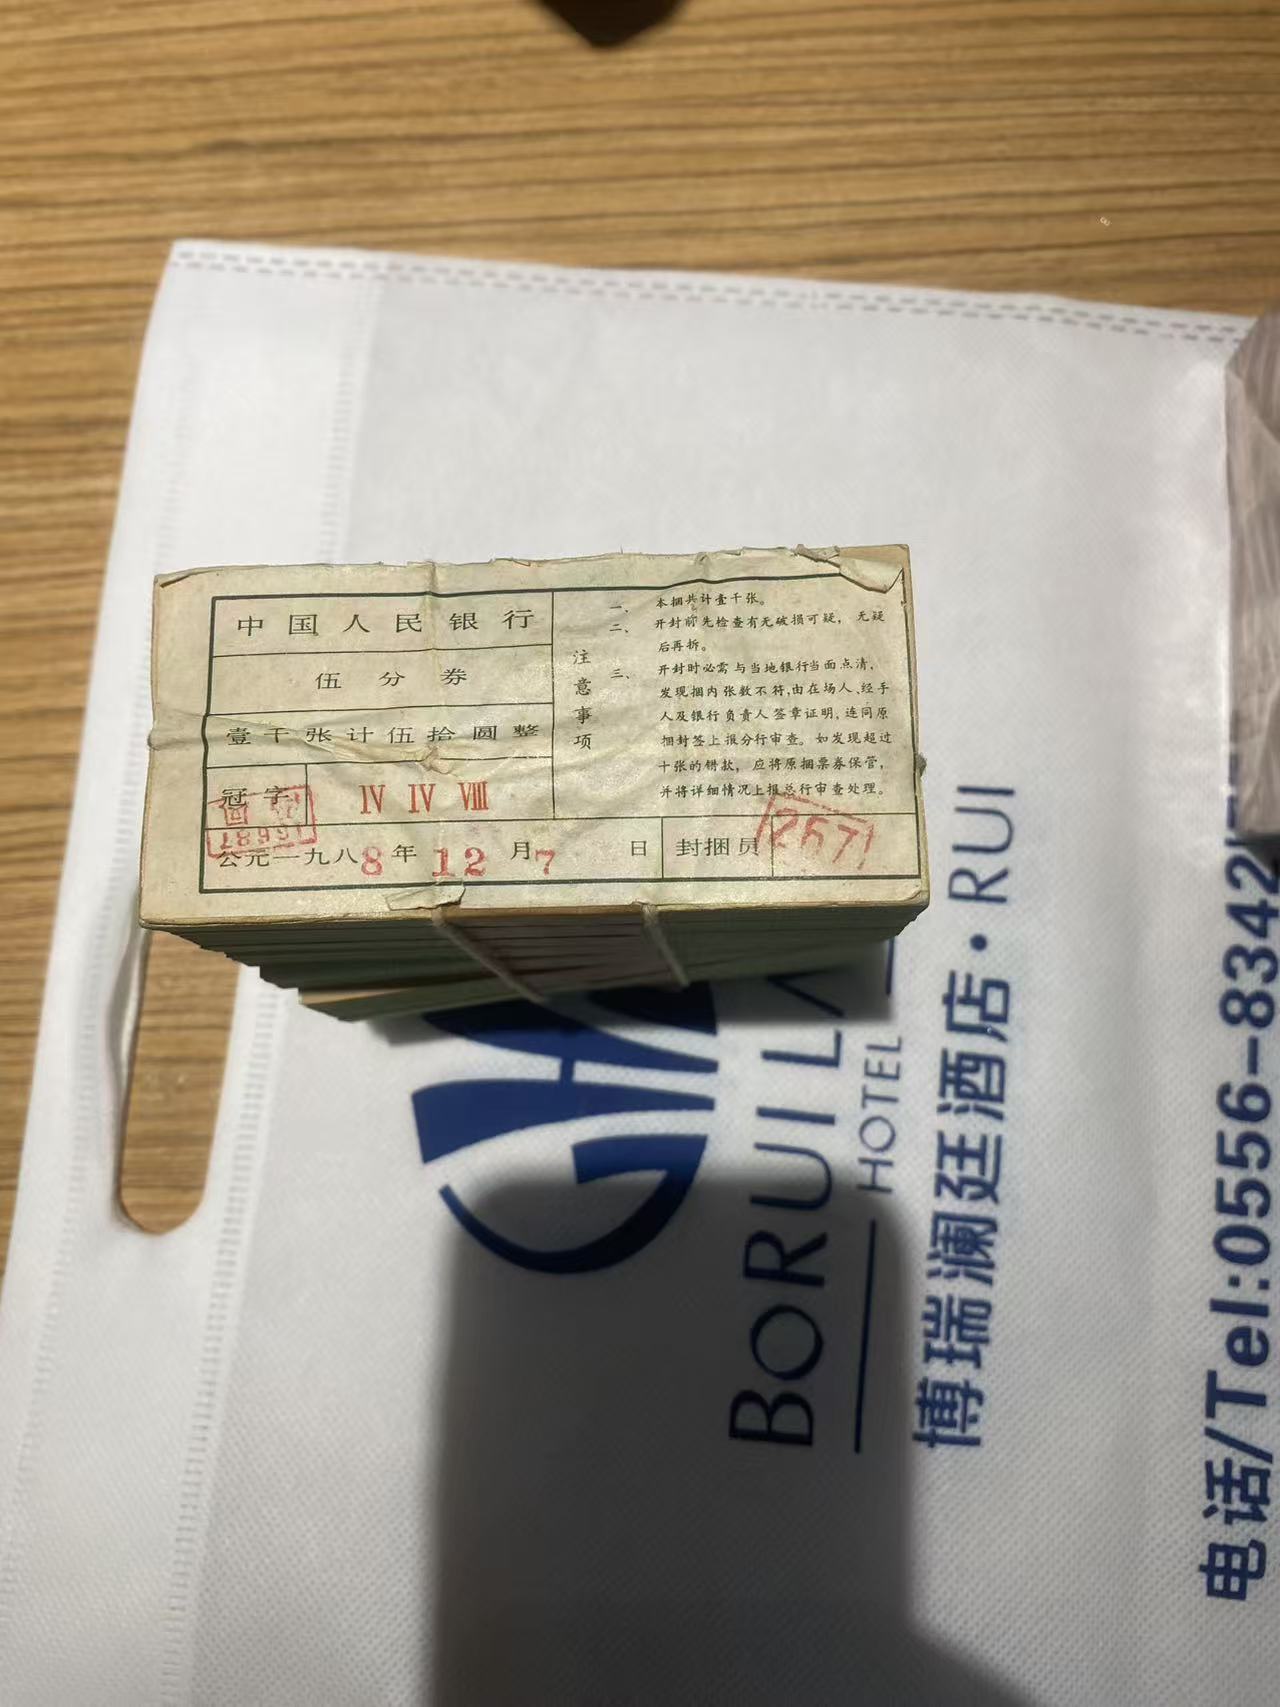 中国人民银行
伍分券
壹千张计伍拾圆整
冠字 IV IV VIII
公元一九八8年12月7日
封捆员 2571
注意事项
一、本捆共计壹千张。
二、开封前先检查有无破损可疑，无疑
后再拆。
三、开封时必需与当地银行当面点清，
发现捆内张数不符，由在场人、经手
人及银行负责人签章证明，连同原
捆封签上报分行审查。如发现超过
十张的错款，应将原捆票券保管，
并将详细情况上报总行审查处理。
BORUILA
HOTEL
博瑞澜廷酒店·RUI
电话/Tel:0556-8342